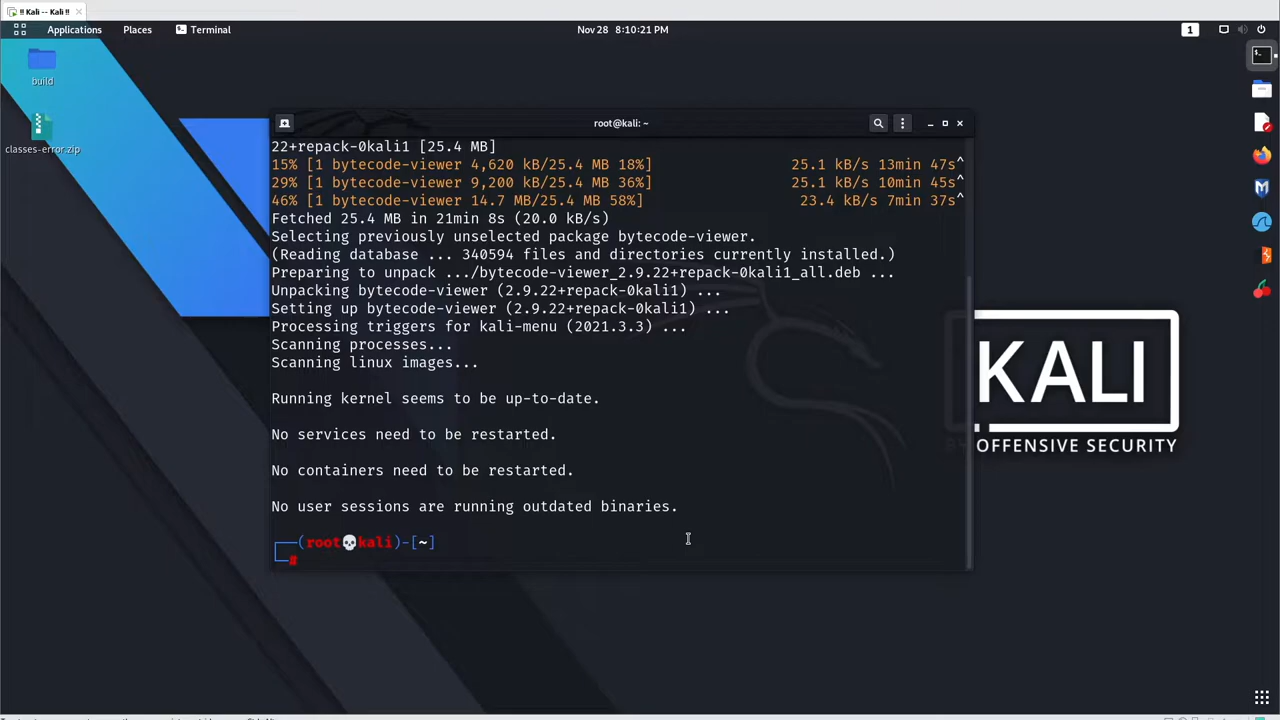 !! Kali -- Kali !!
Applications Places Terminal Nov 28 8:10:21 PM 1
build
classes-error.zip
root@kali: ~
22+repack-0kali1 [25.4 MB]
15% [1 bytecode-viewer 4,620 kB/25.4 MB 18%] 25.1 kB/s 13min 47s^
29% [1 bytecode-viewer 9,200 kB/25.4 MB 36%] 25.1 kB/s 10min 45s^
46% [1 bytecode-viewer 14.7 MB/25.4 MB 58%] 23.4 kB/s 7min 37s^
Fetched 25.4 MB in 21min 8s (20.0 kB/s)
Selecting previously unselected package bytecode-viewer.
(Reading database ... 340594 files and directories currently installed.)
Preparing to unpack .../bytecode-viewer_2.9.22+repack-0kali1_all.deb ...
Unpacking bytecode-viewer (2.9.22+repack-0kali1) ...
Setting up bytecode-viewer (2.9.22+repack-0kali1) ...
Processing triggers for kali-menu (2021.3.3) ...
Scanning processes...
Scanning linux images...
Running kernel seems to be up-to-date.
No services need to be restarted.
No containers need to be restarted.
No user sessions are running outdated binaries.
┌──(root💀kali)-[~]
└─#
KALI
BY OFFENSIVE SECURITY